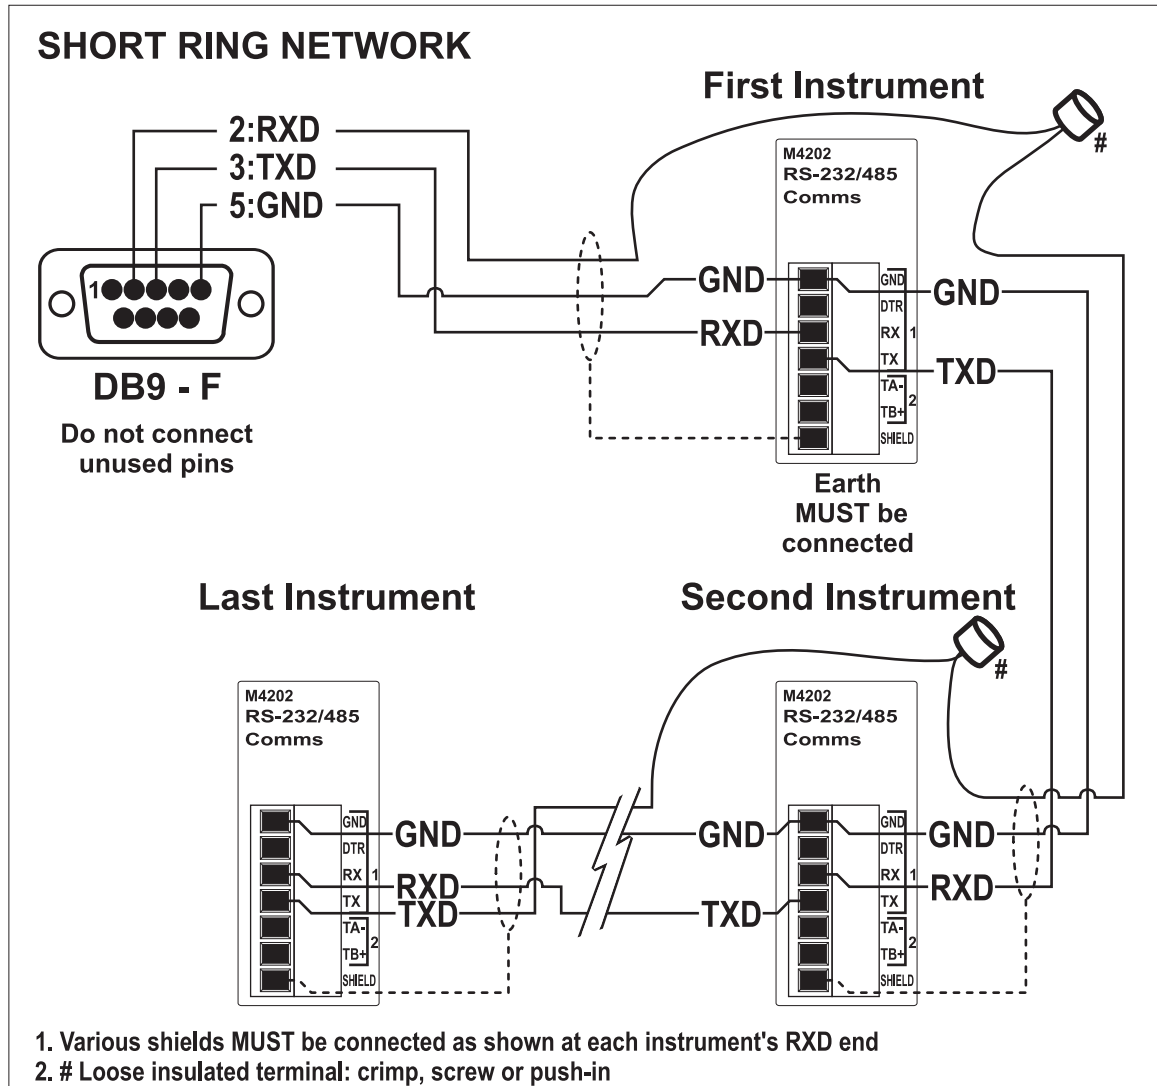 SHORT RING NETWORK
First Instrument
2:RXD
3:TXD
5:GND
#
M4202
RS-232/485
Comms
1
GND
GND
GND
DTR
RXD
RX 1
TX
TXD
TA-
2
TB+
SHIELD
DB9 - F
Do not connect
unused pins
Earth
MUST be
connected
Last Instrument
Second Instrument
#
M4202
RS-232/485
Comms
GND
GND
DTR
RX 1
RXD
TX
TXD
TA-
2
TB+
SHIELD
M4202
RS-232/485
Comms
GND
GND
GND
DTR
RX 1
RXD
TXD
TX
TA-
2
TB+
SHIELD
1. Various shields MUST be connected as shown at each instrument's RXD end
2. # Loose insulated terminal: crimp, screw or push-in